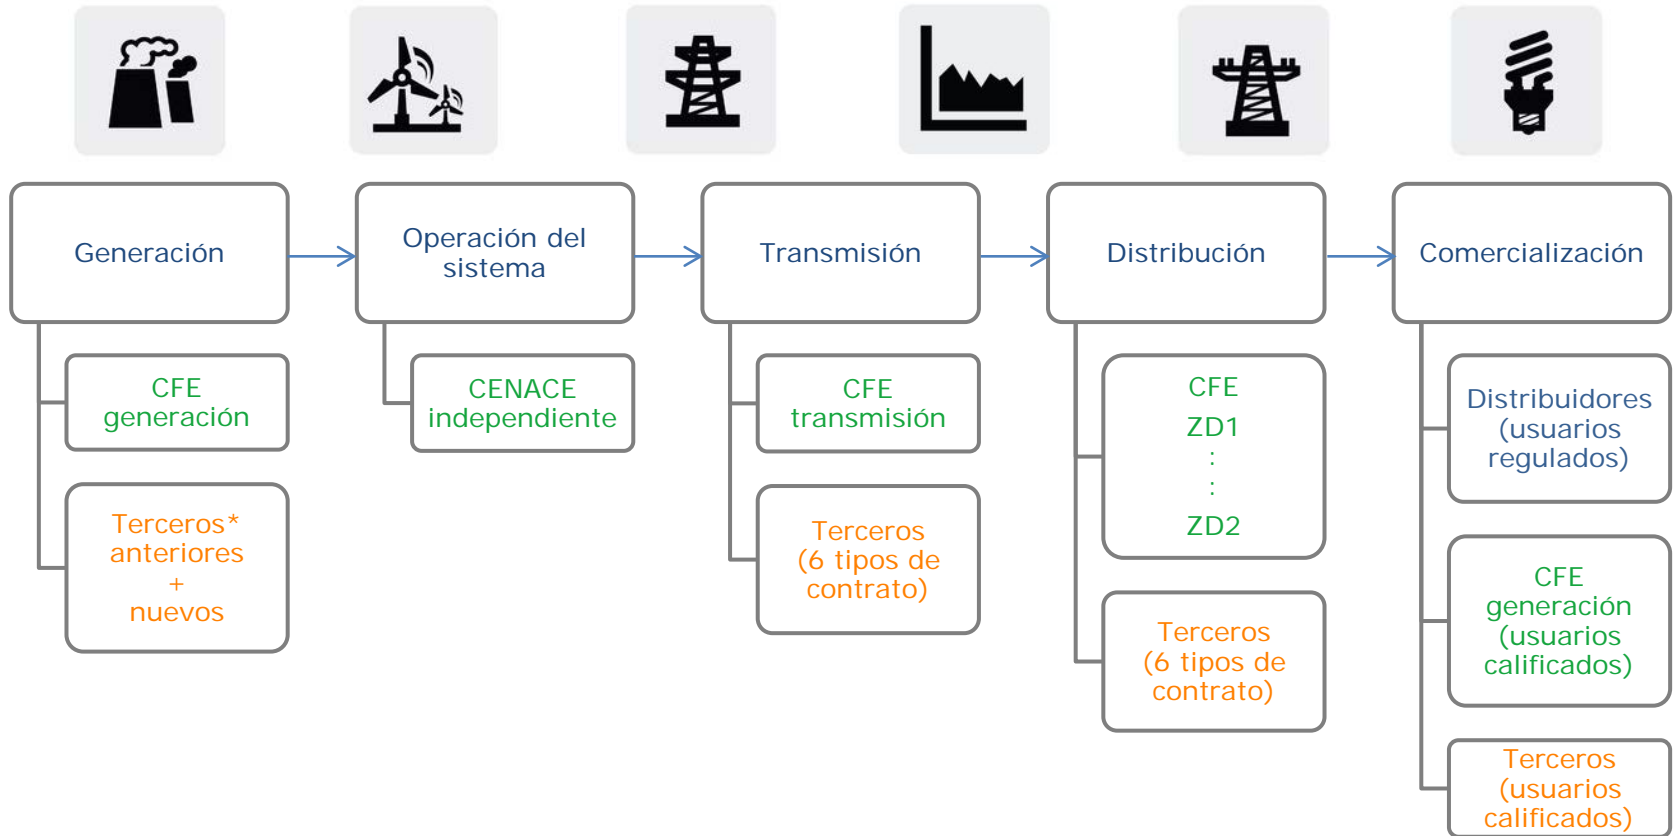 Generación
Operación del
sistema
Transmisión
Distribución
Comercialización
CFE
generación
Terceros*
anteriores
+
nuevos
CENACE
independiente
CFE
transmisión
Terceros
(6 tipos de
contrato)
CFE
ZD1
:
:
ZD2
Terceros
(6 tipos de
contrato)
Distribuidores
(usuarios
regulados)
CFE
generación
(usuarios
calificados)
Terceros
(usuarios
calificados)